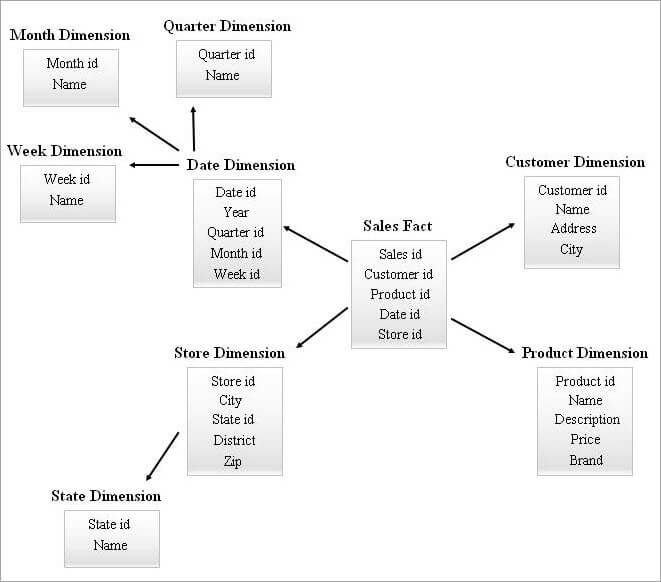 Month Dimension
Month id
Name
Quarter Dimension
Quarter id
Name
Week Dimension
Week id
Name
Date Dimension
Date id
Year
Quarter id
Month id
Week id
Sales Fact
Sales id
Customer id
Product id
Date id
Store id
Customer Dimension
Customer id
Name
Address
City
Store Dimension
Store id
City
State id
District
Zip
Product Dimension
Product id
Name
Description
Price
Brand
State Dimension
State id
Name